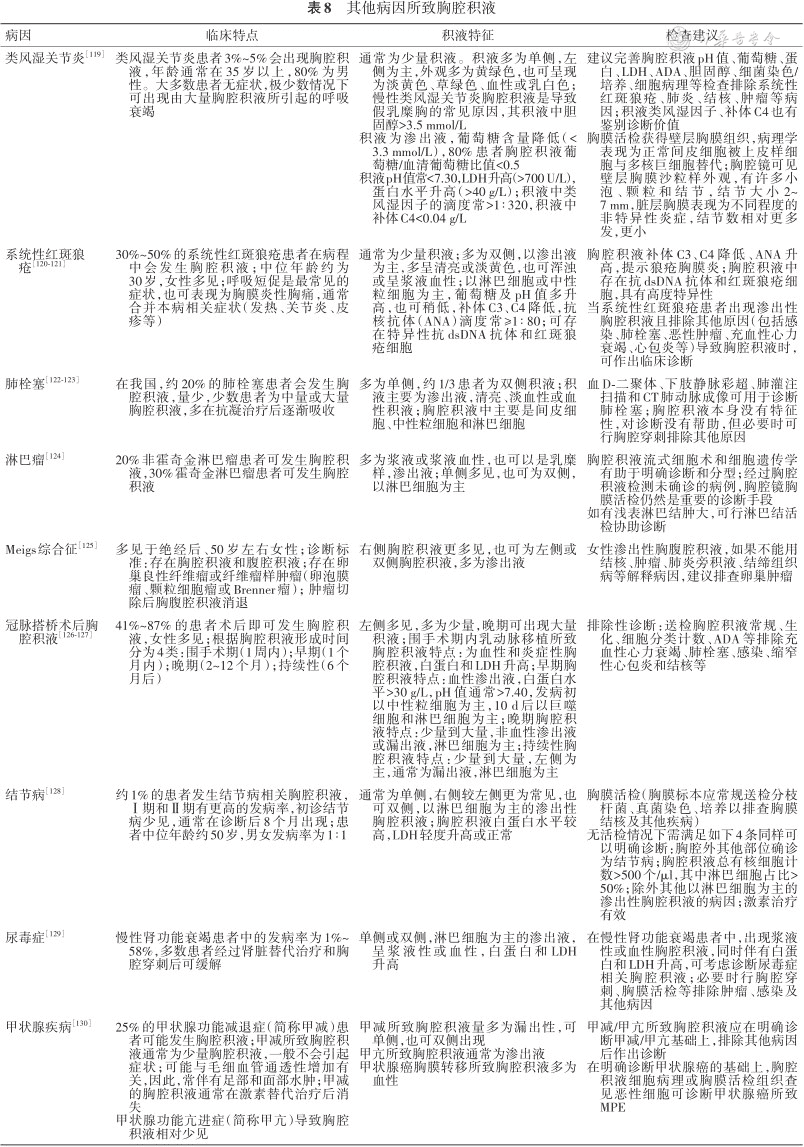 表8 其他病因所致胸腔积液
病因 临床特点 积液特征 检查建议
类风湿关节炎[119]
类风湿关节炎患者3%~5%会出现胸腔积
液，年龄通常在35岁以上，80%为男
性。大多数患者无症状，极少数情况下
可出现由大量胸腔积液所引起的呼吸
衰竭
通常为少量积液。积液多为单侧，左
侧为主，外观多为黄绿色，也可呈现
为淡黄色、草绿色、血性或乳白色；
慢性类风湿关节炎胸腔积液是导致
假乳糜胸的常见原因，其积液中胆
固醇>3.5 mmol/L
积液为渗出液，葡萄糖含量降低(<
3.3 mmol/L)，80%患者胸腔积液葡
萄糖/血清葡萄糖比值<0.5
积液pH值常<7.30,LDH升高(>700 U/L)，
蛋白水平升高(>40 g/L)；积液中类
风湿因子的滴度常>1∶320，积液中
补体C4<0.04 g/L
建议完善胸腔积液pH值、葡萄糖、蛋
白、LDH、ADA、胆固醇、细菌染色/
培养、细胞病理等检查排除系统性
红斑狼疮、肺炎、结核、肿瘤等病
因；积液类风湿因子、补体C4也有
鉴别诊断价值
胸膜活检获得壁层胸膜组织，病理学
表现为正常间皮细胞被上皮样细
胞与多核巨细胞替代；胸腔镜可见
壁层胸膜沙粒样外观，有许多小
泡、颗粒和结节，结节大小2~
7 mm,脏层胸膜表现为不同程度的
非特异性炎症，结节数相对更多
发，更小
系统性红斑狼
疮[120-121]
30%~50%的系统性红斑狼疮患者在病程
中会发生胸腔积液；中位年龄约为
30岁，女性多见；呼吸短促是最常见的
症状，也可表现为胸膜炎性胸痛，通常
合并本病相关症状(发热、关节炎、皮
疹等)
通常为少量积液；多为双侧，以渗出液
为主，多呈清亮或淡黄色，也可浑浊
或呈浆液血性；以淋巴细胞或中性
粒细胞为主，葡萄糖及pH值多升
高，也可稍低，补体C3、C4降低，抗
核抗体(ANA)滴度常≥1∶80；可存
在特异性抗dsDNA抗体和红斑狼
疮细胞
胸腔积液补体C3、C4降低、ANA升
高，提示狼疮胸膜炎；胸腔积液中
存在抗dsDNA抗体和红斑狼疮细
胞，具有高度特异性
当系统性红斑狼疮患者出现渗出性
胸腔积液且排除其他原因(包括感
染、肺栓塞、恶性肿瘤、充血性心力
衰竭、心包炎等)导致胸腔积液时，
可作出临床诊断
肺栓塞[122-123]
在我国，约20%的肺栓塞患者会发生胸
腔积液，量少，少数患者为中量或大量
胸腔积液，多在抗凝治疗后逐渐吸收
多为单侧，约1/3患者为双侧积液；积
液主要为渗出液，清亮、淡血性或血
性积液；胸腔积液中主要是间皮细
胞、中性粒细胞和淋巴细胞
血D-二聚体、下肢静脉彩超、肺灌注
扫描和CT肺动脉成像可用于诊断
肺栓塞；胸腔积液本身没有特征
性，对诊断没有帮助，但必要时可
行胸腔穿刺排除其他原因
淋巴瘤[124]
20%非霍奇金淋巴瘤患者可发生胸腔积
液，30%霍奇金淋巴瘤患者可发生胸腔
积液
多为浆液或浆液血性，也可以是乳糜
样，渗出液；单侧多见，也可为双侧，
以淋巴细胞为主
胸腔积液流式细胞术和细胞遗传学
有助于明确诊断和分型；经过胸腔
积液检测未确诊的病例，胸腔镜胸
膜活检仍然是重要的诊断手段
如有浅表淋巴结肿大，可行淋巴结活
检协助诊断
Meigs综合征[125]
多见于绝经后、50岁左右女性；诊断标
准：存在胸腔积液和腹腔积液；存在卵
巢良性纤维瘤或纤维瘤样肿瘤(卵泡膜
瘤、颗粒细胞瘤或Brenner瘤)；肿瘤切
除后胸腹腔积液消退
右侧胸腔积液更多见，也可为左侧或
双侧胸腔积液，多为渗出液
女性渗出性胸腹腔积液，如果不能用
结核、肿瘤、肺炎旁积液、结缔组织
病等解释病因，建议排查卵巢肿瘤
冠脉搭桥术后胸
腔积液[126-127]
41%~87%的患者术后即可发生胸腔积
液，女性多见；根据胸腔积液形成时间
分为4类：围手术期(1周内)；早期(1个
月内)；晚期(2~12个月)；持续性(6个
月后)
左侧多见，多为少量，晚期可出现大量
积液；围手术期内乳动脉移植所致
胸腔积液特点：为血性和炎症性胸
腔积液，白蛋白和LDH升高；早期胸
腔积液特点：血性渗出液，白蛋白水
平>30 g/L，pH值通常>7.40，发病初
以中性粒细胞为主，10 d后以巨噬
细胞和淋巴细胞为主；晚期胸腔积
液特点：少量到大量，非血性渗出液
或漏出液，淋巴细胞为主；持续性胸
腔积液特点：少量到大量，左侧为
主，通常为漏出液，淋巴细胞为主
排除性诊断：送检胸腔积液常规、生
化、细胞分类计数、ADA等排除充
血性心力衰竭、肺栓塞、感染、缩窄
性心包炎和结核等
结节病[128]
约1%的患者发生结节病相关胸腔积液，
Ⅰ期和Ⅱ期有更高的发病率，初诊结节
病少见，通常在诊断后8个月出现；患
者中位年龄约50岁，男女发病率为1∶1
通常为单侧，右侧较左侧更为常见，也
可双侧，以淋巴细胞为主的渗出性
胸腔积液；胸腔积液白蛋白水平较
高，LDH轻度升高或正常
胸膜活检(胸膜标本应常规送检分枝
杆菌、真菌染色、培养以排查胸膜
结核及其他疾病)
无活检情况下需满足如下4条同样可
以明确诊断：胸腔外其他部位确诊
为结节病；胸腔积液总有核细胞计
数>500个/μl，其中淋巴细胞占比>
50%；除外其他以淋巴细胞为主的
渗出性胸腔积液的病因；激素治疗
有效
尿毒症[129]
慢性肾功能衰竭患者中的发病率为1%~
58%，多数患者经过肾脏替代治疗和胸
腔穿刺后可缓解
单侧或双侧，淋巴细胞为主的渗出液，
呈浆液性或血性，白蛋白和LDH
升高
在慢性肾功能衰竭患者中，出现浆液
性或血性胸腔积液，同时伴有白蛋
白和LDH升高，可考虑诊断尿毒症
相关胸腔积液；必要时行胸腔穿
刺、胸膜活检等排除肿瘤、感染及
其他病因
甲状腺疾病[130]
25%的甲状腺功能减退症(简称甲减)患
者可能发生胸腔积液；甲减所致胸腔积
液通常为少量胸腔积液，一般不会引起
症状；可能与毛细血管通透性增加有
关，因此，常伴有足部和面部水肿；甲减
的胸腔积液通常在激素替代治疗后消
失
甲状腺功能亢进症(简称甲亢)导致胸腔
积液相对少见
甲减所致胸腔积液量多为漏出性，可
单侧，也可双侧出现
甲亢所致胸腔积液通常为渗出液
甲状腺癌胸膜转移所致胸腔积液多为
血性
甲减/甲亢所致胸腔积液应在明确诊
断甲减/甲亢基础上，排除其他病因
后作出诊断
在明确诊断甲状腺癌的基础上，胸腔
积液细胞病理或胸膜活检组织查
见恶性细胞可诊断甲状腺癌所致
MPE